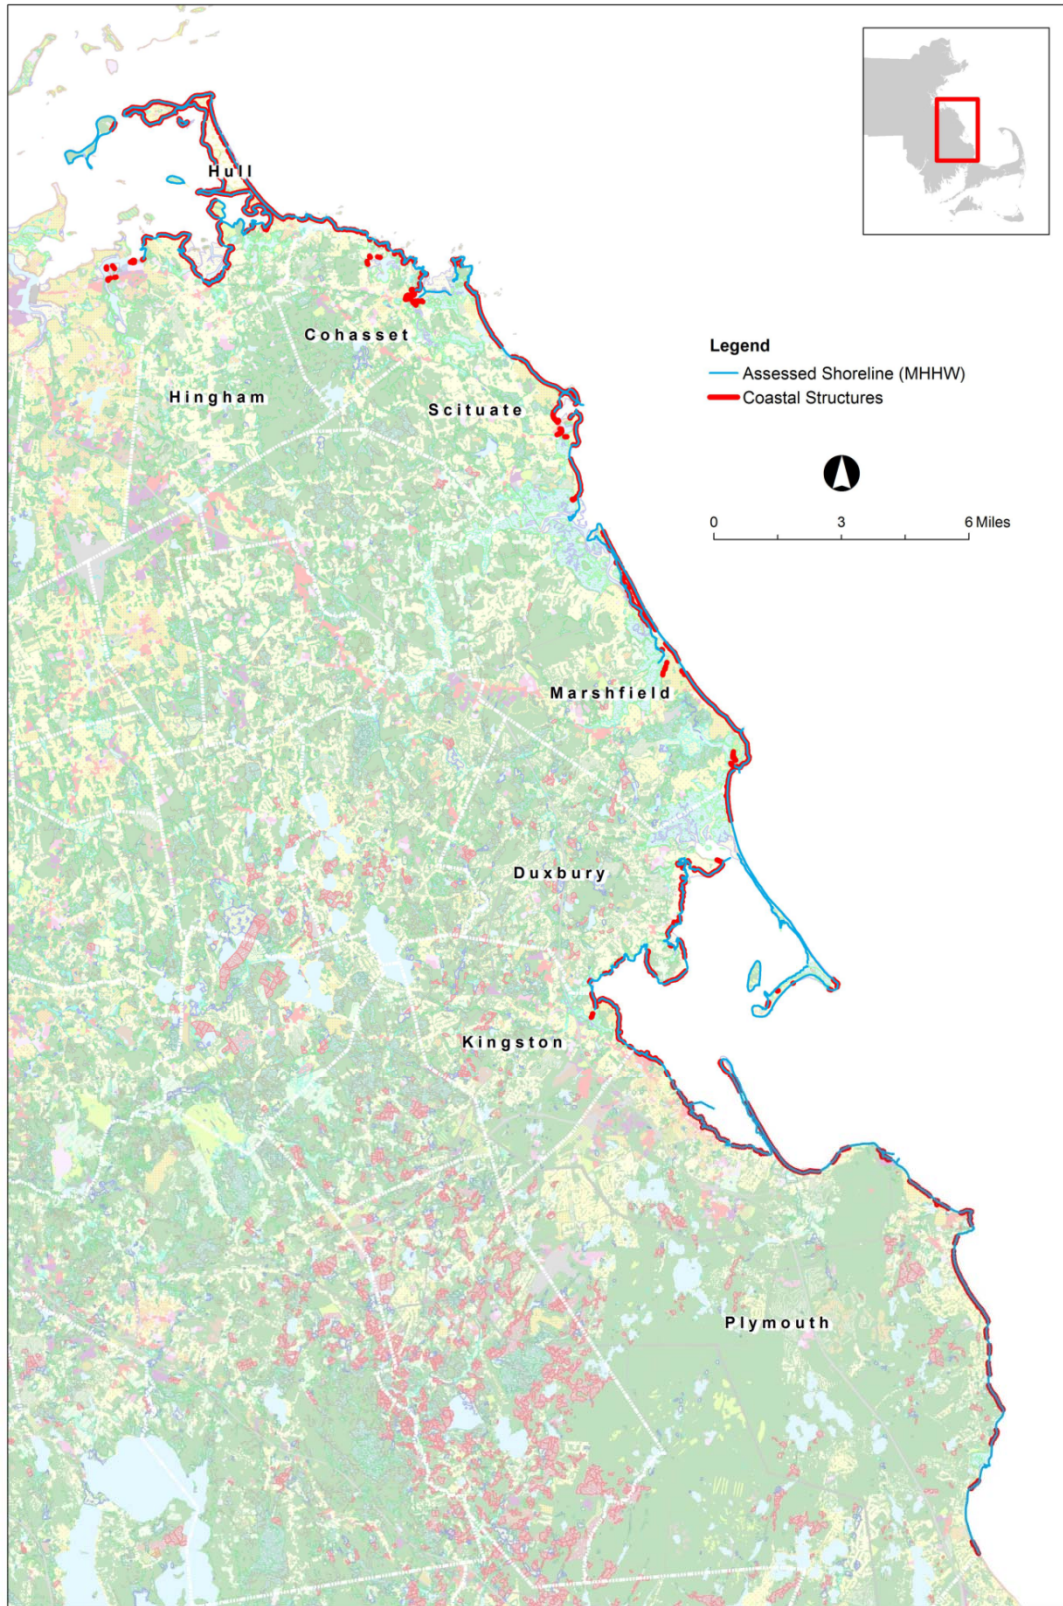 Hull
Cohasset
Hingham
Scituate
Legend
Assessed Shoreline (MHHW)
Coastal Structures
0 3 6 Miles
Marshfield
Duxbury
Kingston
Plymouth